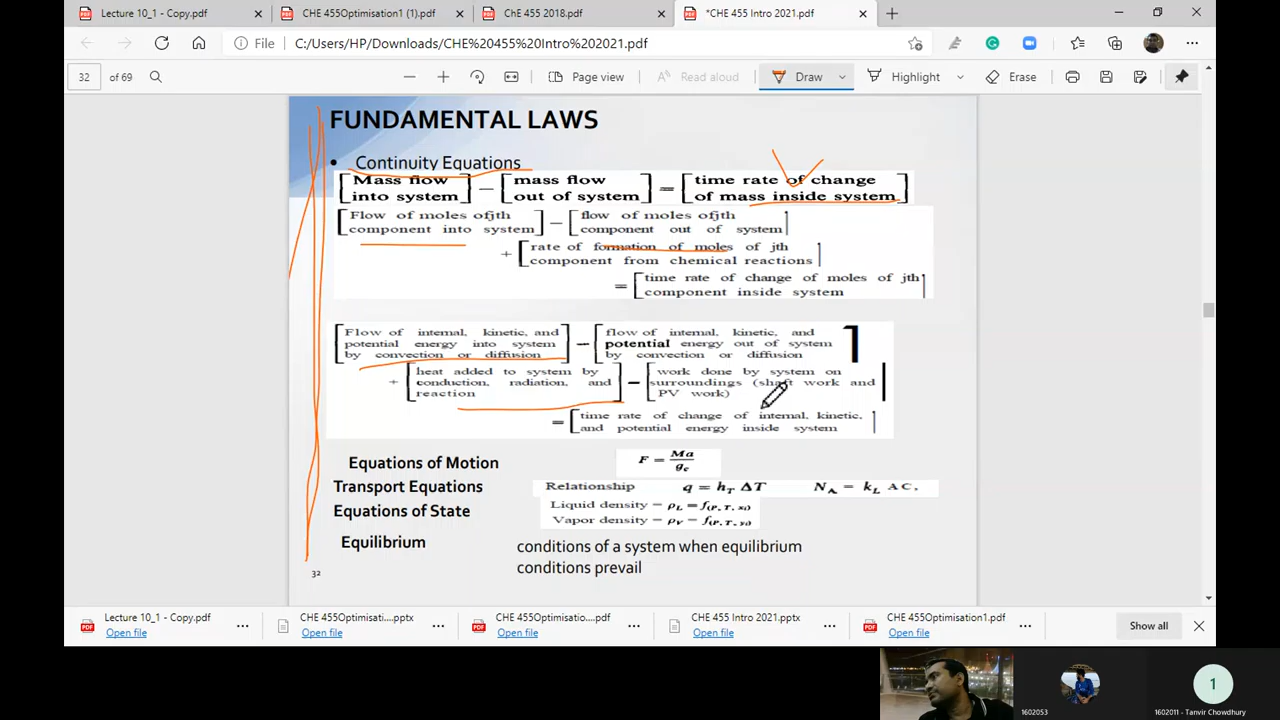 Lecture 10_1 - Copy.pdf
CHE 455Optimisation1 (1).pdf
ChE 455 2018.pdf
*CHE 455 Intro 2021.pdf
File
C:/Users/HP/Downloads/CHE%20455%20Intro%202021.pdf
32 of 69
Page view
Read aloud
Draw
Highlight
Erase
FUNDAMENTAL LAWS
• Continuity Equations
[Mass flow into system] − [mass flow out of system] = [time rate of change of mass inside system]
[Flow of moles ofjth component into system] − [flow of moles ofjth component out of system]
+ [rate of formation of moles of jth component from chemical reactions]
= [time rate of change of moles of jth component inside system]
[Flow of internal, kinetic, and potential energy into system by convection or diffusion] − [flow of internal, kinetic, and potential energy out of system by convection or diffusion]
+ [heat added to system by conduction, radiation, and reaction] − [work done by system on surroundings (shaft work and PV work)
= [time rate of change of internal, kinetic, and potential energy inside system]
Equations of Motion F = Ma/gc
Transport Equations Relationship q = hT ΔT NA = kL AC.
Equations of State Liquid density = ρL = f(P, T, xi)
Vapor density = ρV = f(P, T, yi)
Equilibrium conditions of a system when equilibrium
conditions prevail
32
Lecture 10_1 - Copy.pdf
Open file
CHE 455Optimisati....pptx
Open file
CHE 455Optimisatio....pdf
Open file
CHE 455 Intro 2021.pptx
Open file
CHE 455Optimisation1.pdf
Open file
Show all
1602053
1
1602011 - Tanvir Chowdhury